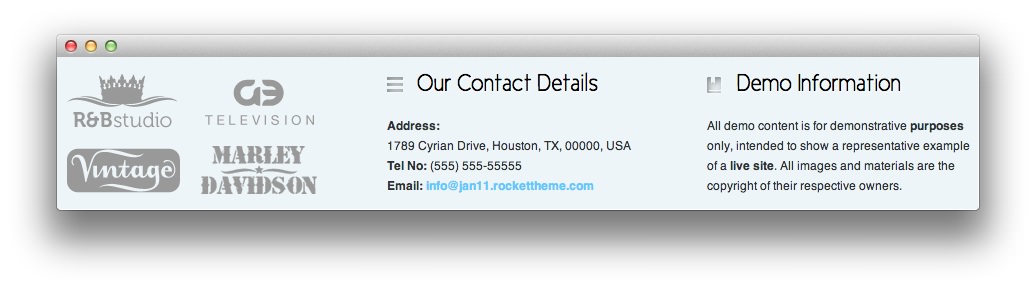 R&Bstudio
TELEVISION
Vintage
MARLEY
DAVIDSON
Our Contact Details
Address:
1789 Cyrian Drive, Houston, TX, 00000, USA
Tel No: (555) 555-55555
Email: info@jan11.rockettheme.com
Demo Information
All demo content is for demonstrative purposes
only, intended to show a representative example
of a live site. All images and materials are the
copyright of their respective owners.